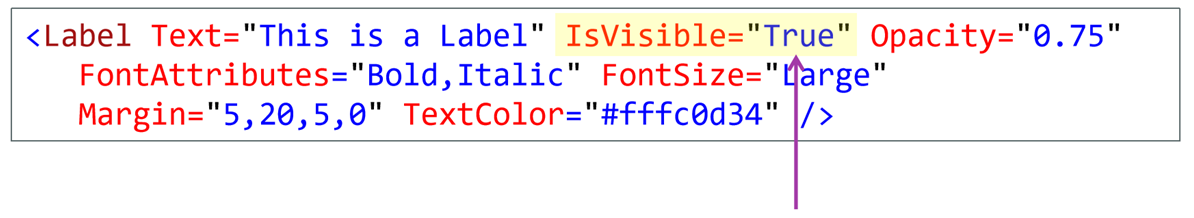 <Label Text="This is a Label" IsVisible="True" Opacity="0.75"
FontAttributes="Bold,Italic" FontSize="Large"
Margin="5,20,5,0" TextColor="#fffc0d34" />